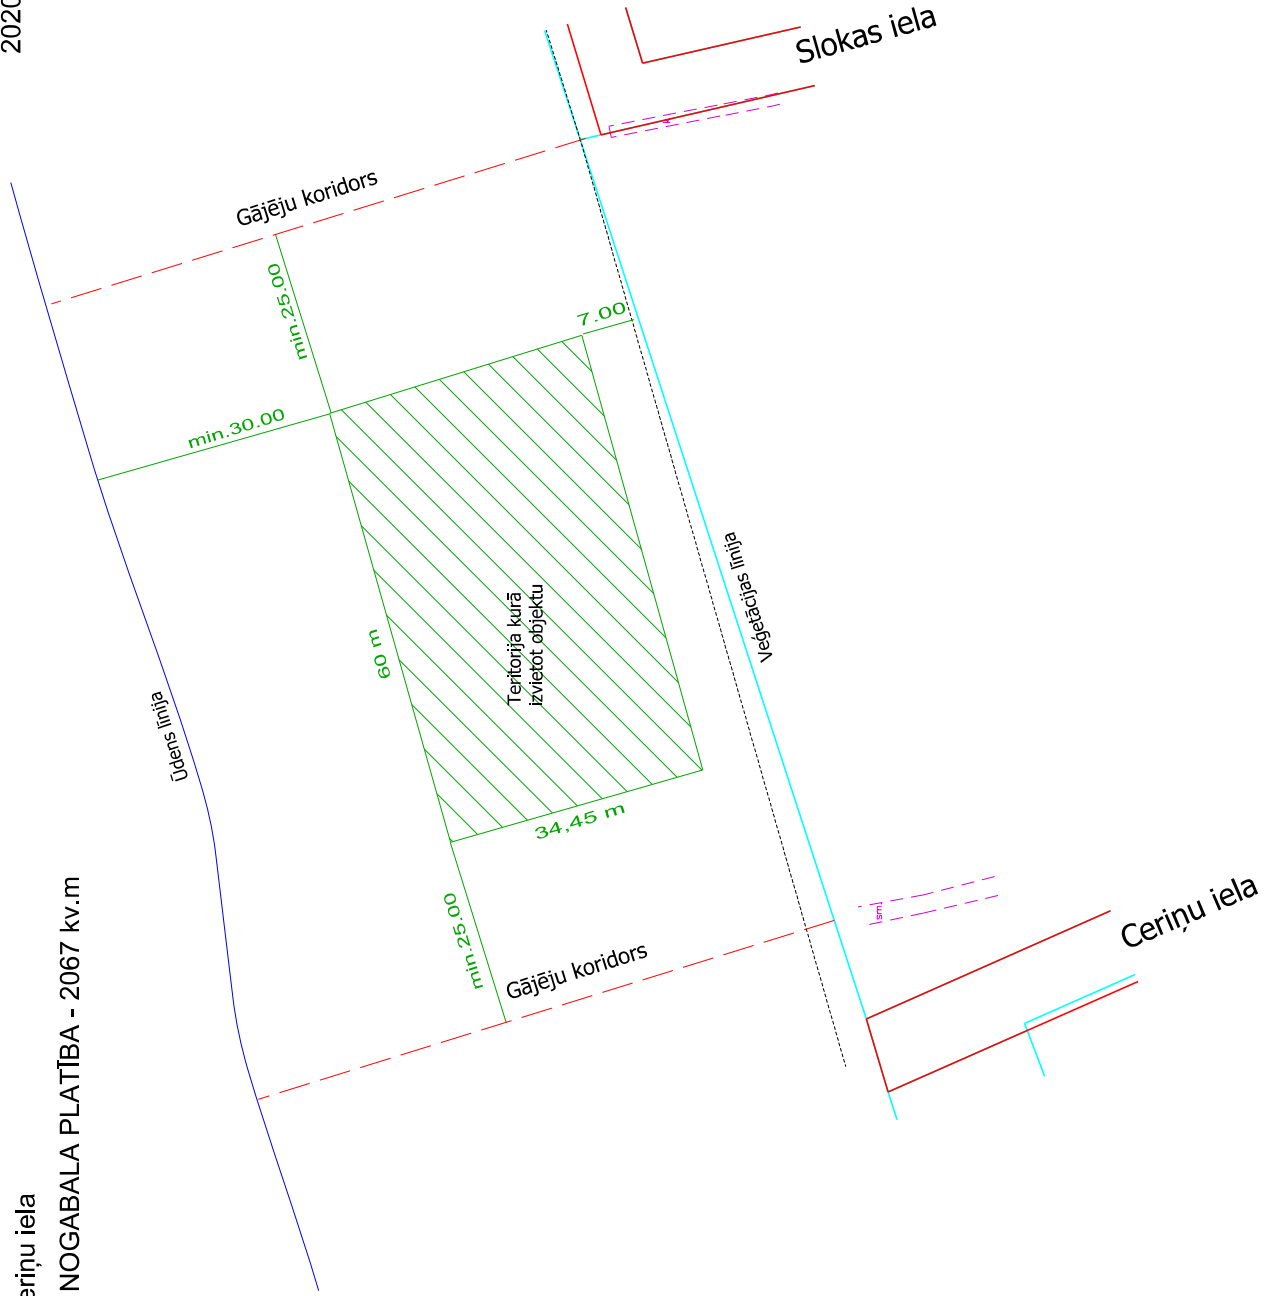 2020
Slokas iela
Gājēju koridors
min.25.00
7.00
min.30.00
Veģetācijas līnija
Teritorija kurā
izvietot objektu
60 m
Ūdens līnija
34,45 m
min.25.00
Gājēju koridors
Ceriņu iela
eriņu iela
NOGABALA PLATĪBA - 2067 kv.m